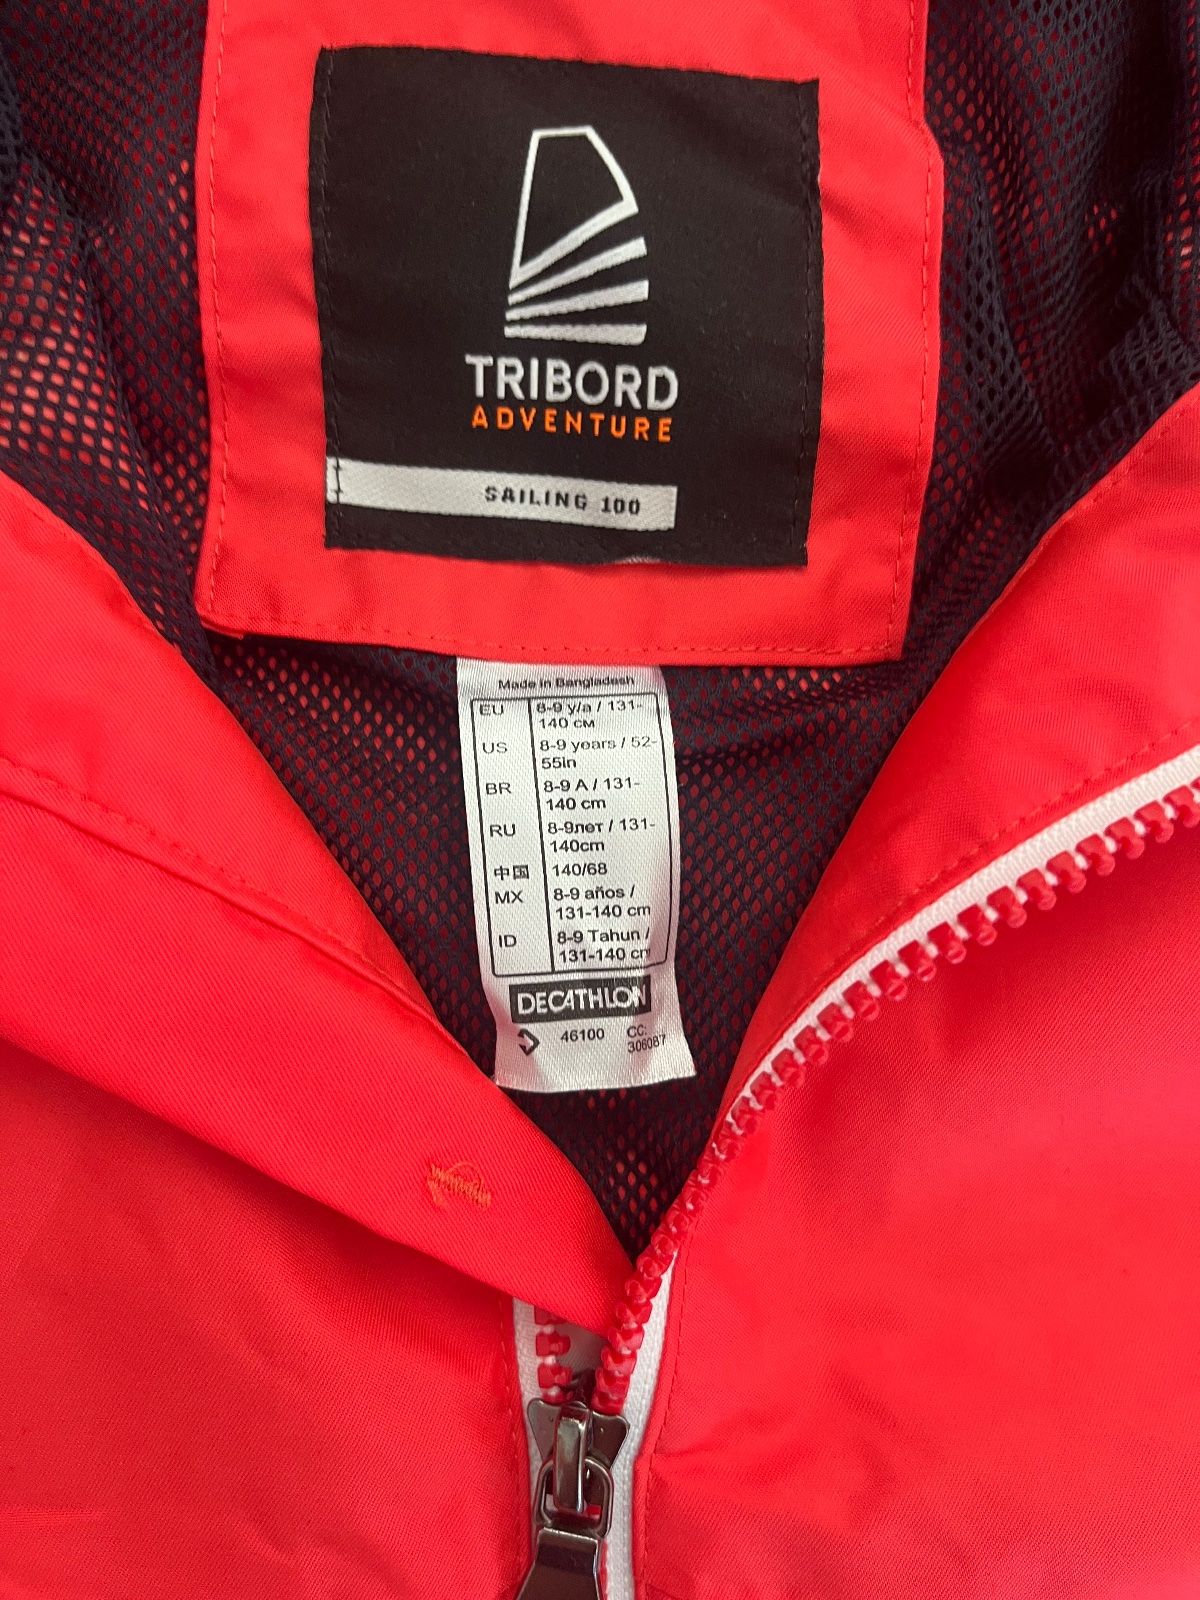 TRIBORD
ADVENTURE
SAILING 100
Made in Bangladesh
EU 8-9 y/a / 131-
140 см
US 8-9 years / 52-
55in
BR 8-9 A / 131-
140 cm
RU 8-9лет / 131-
140cm
中国 140/68
MX 8-9 años /
131-140 cm
ID 8-9 Tahun /
131-140 cm
DECATHLON
46100 CC:
306087